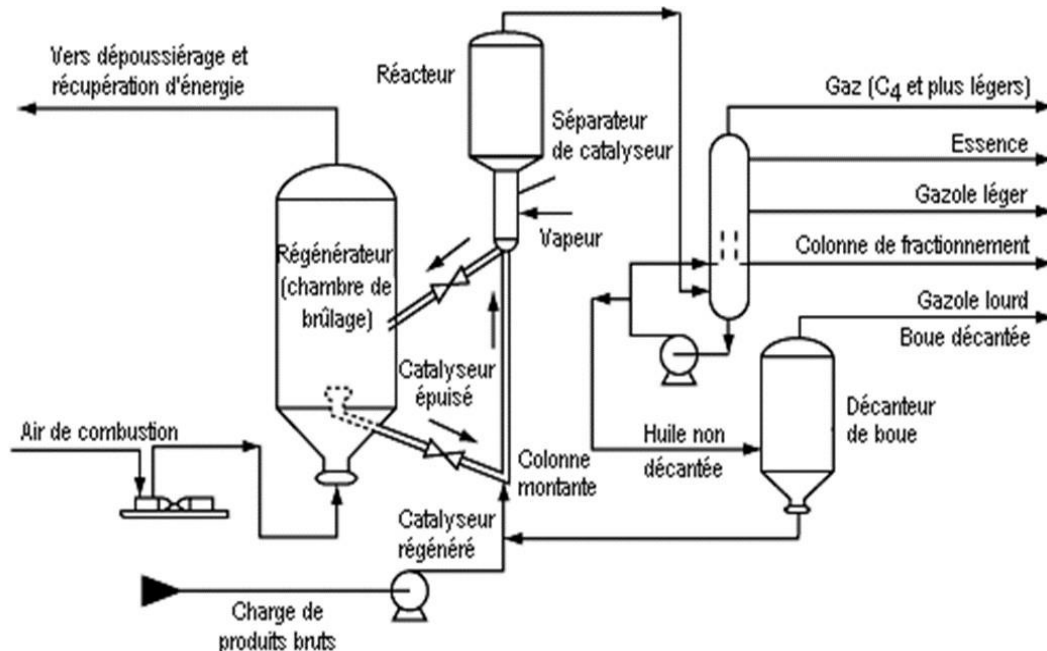 Vers dépoussiérage et
récupération d'énergie
Réacteur
Séparateur
de catalyseur
Vapeur
Gaz (C4 et plus légers)
Essence
Gazole léger
Colonne de fractionnement
Gazole lourd
Boue décantée
Régénérateur
(chambre de
brûlage)
Catalyseur
épuisé
Air de combustion
Colonne
montante
Huile non
décantée
Décanteur
de boue
Catalyseur
régénéré
Charge de
produits bruts